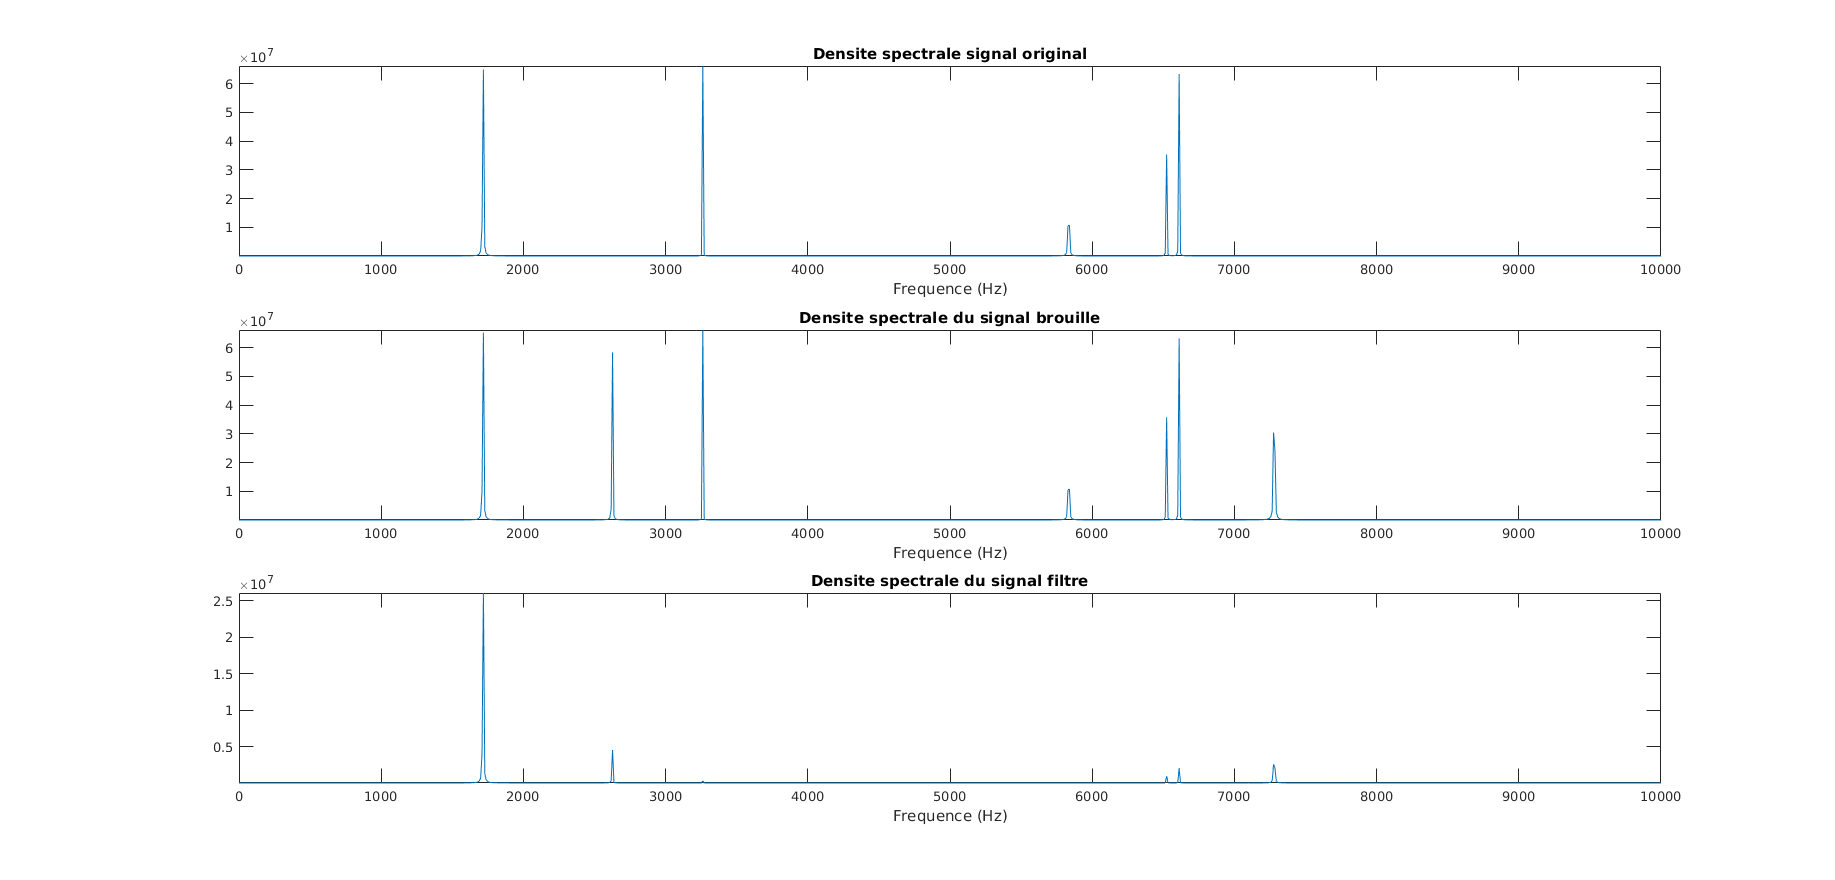 Densite spectrale signal original
×10^7
6
5
4
3
2
1
0 1000 2000 3000 4000 5000 6000 7000 8000 9000 10000
Frequence (Hz)
Densite spectrale du signal brouille
×10^7
6
5
4
3
2
1
0 1000 2000 3000 4000 5000 6000 7000 8000 9000 10000
Frequence (Hz)
Densite spectrale du signal filtre
×10^7
2.5
2
1.5
1
0.5
0 1000 2000 3000 4000 5000 6000 7000 8000 9000 10000
Frequence (Hz)